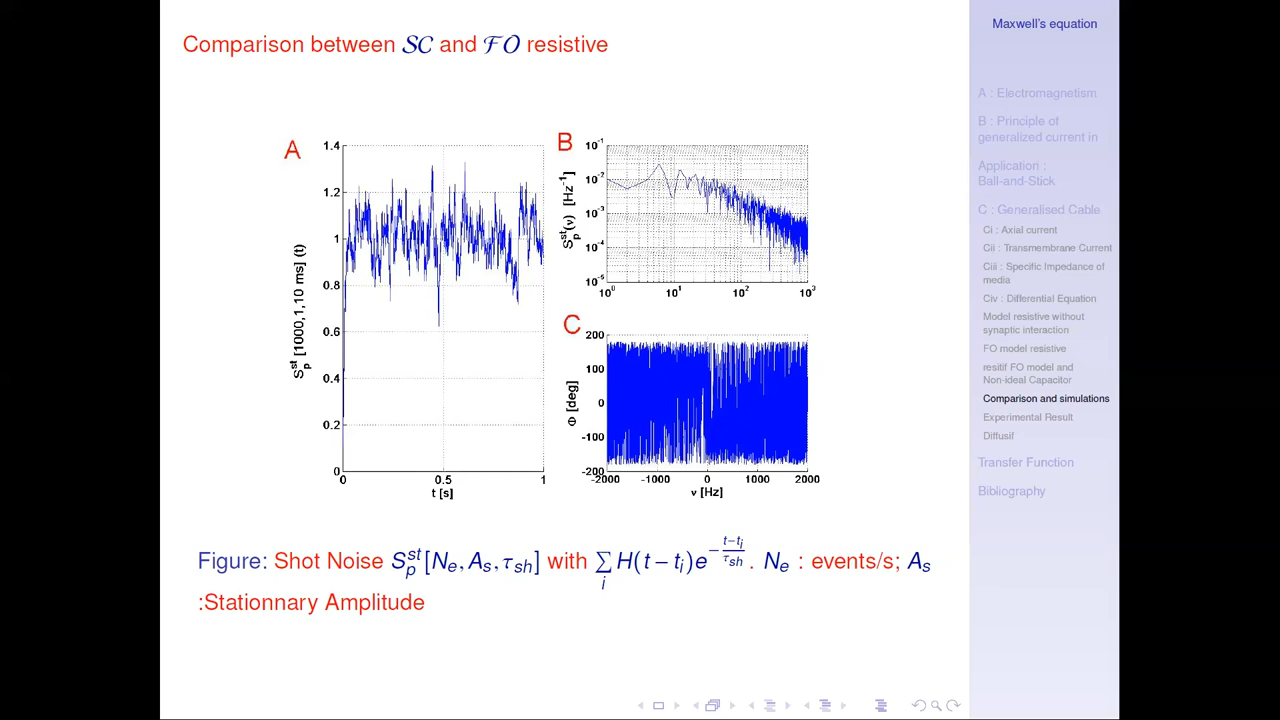 Comparison between SC and FO resistive
Maxwell's equation
A : Electromagnetism
B : Principle of
generalized current in
Application :
Ball-and-Stick
C : Generalised Cable
Ci : Axial current
Cii : Transmembrane Current
Ciii : Specific Impedance of
media
Civ : Differential Equation
Model resistive without
synaptic interaction
FO model resistive
resitif FO model and
Non-ideal Capacitor
Comparison and simulations
Experimental Result
Diffusif
Transfer Function
Bibliography
A
1.4
1.2
1
0.8
0.6
0.4
0.2
0
S_p^st [1000,1,10 ms] (t)
0 0.5 1
t [s]
B
10^-1
10^-2
10^-3
10^-4
10^-5
S_p^st(ν) [Hz^-1]
10^0 10^1 10^2 10^3
C
200
100
0
-100
-200
Φ [deg]
-2000 -1000 0 1000 2000
ν [Hz]
Figure: Shot Noise S_p^st[N_e, A_s, τ_sh] with ∑_i H(t − t_i)e^{−(t−t_i)/τ_sh}. N_e : events/s; A_s
:Stationnary Amplitude